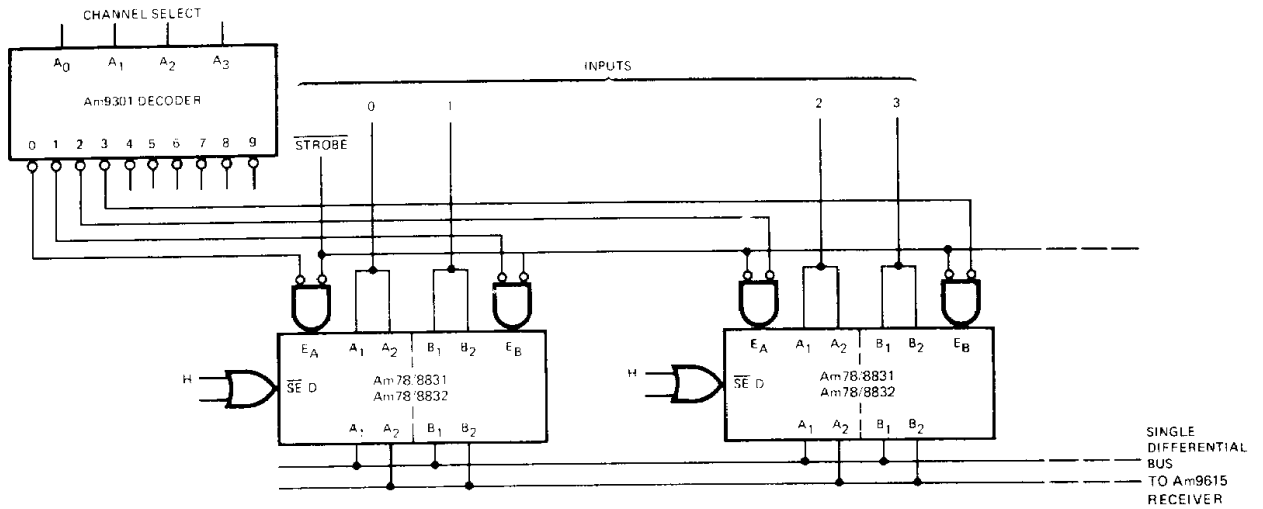 CHANNEL SELECT
A0 A1 A2 A3
Am9301 DECODER
0 1 2 3 4 5 6 7 8 9
INPUTS
0 1 2 3
STROBE
EA A1 A2 B1 B2 EB
H
SE D
Am78/8831
Am78/8832
A1 A2 B1 B2
EA A1 A2 B1 B2 EB
H
SE D
Am78/8831
Am78/8832
A1 A2 B1 B2
SINGLE
DIFFERENTIAL
BUS
TO Am9615
RECEIVER